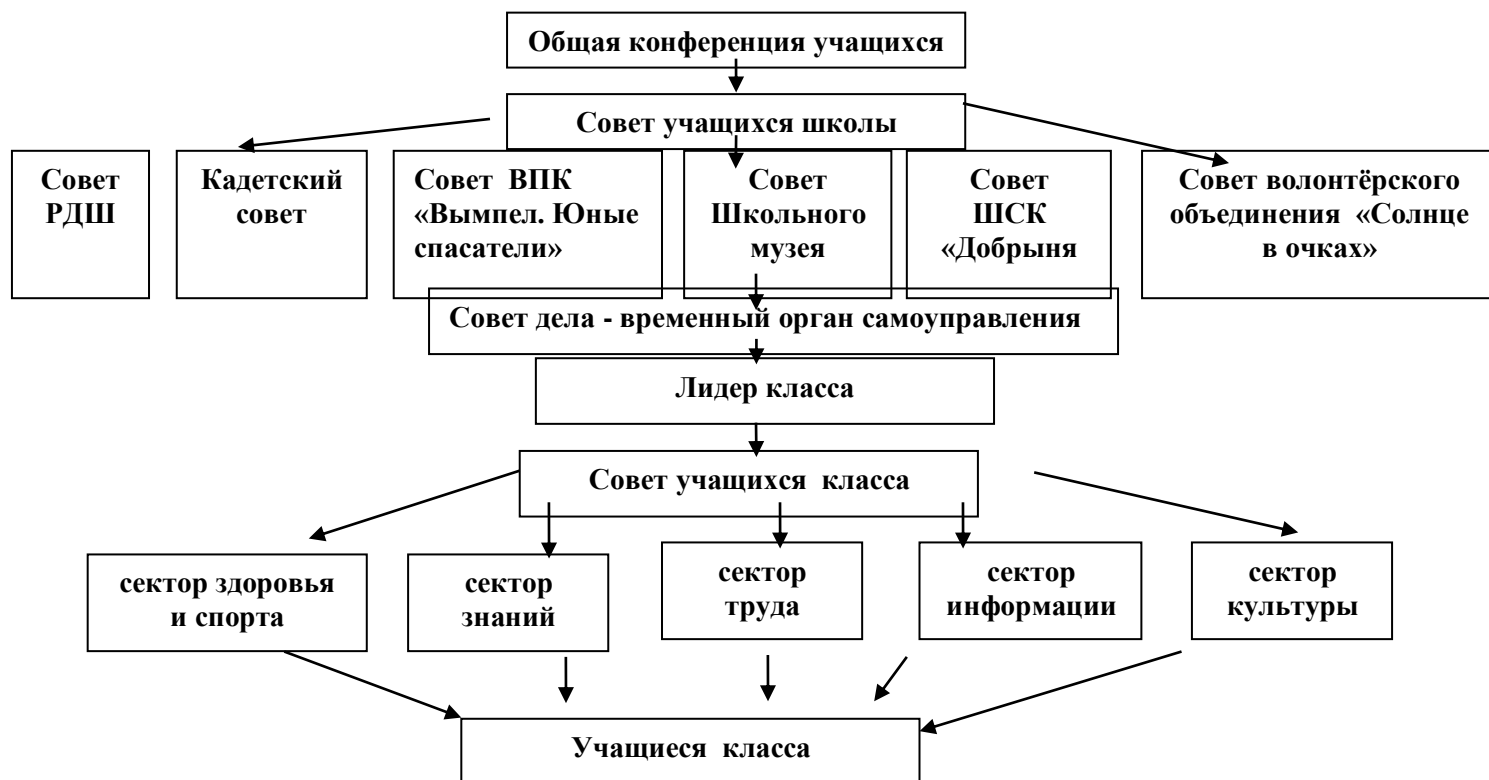 Общая конференция учащихся
Совет учащихся школы
Совет
РДШ
Кадетский
совет
Совет ВПК
«Вымпел. Юные
спасатели»
Совет
Школьного
музея
Совет
ШСК
«Добрыня
Совет волонтёрского
объединения «Солнце
в очках»
Совет дела - временный орган самоуправления
Лидер класса
Совет учащихся класса
сектор здоровья
и спорта
сектор
знаний
сектор
труда
сектор
информации
сектор
культуры
Учащиеся класса